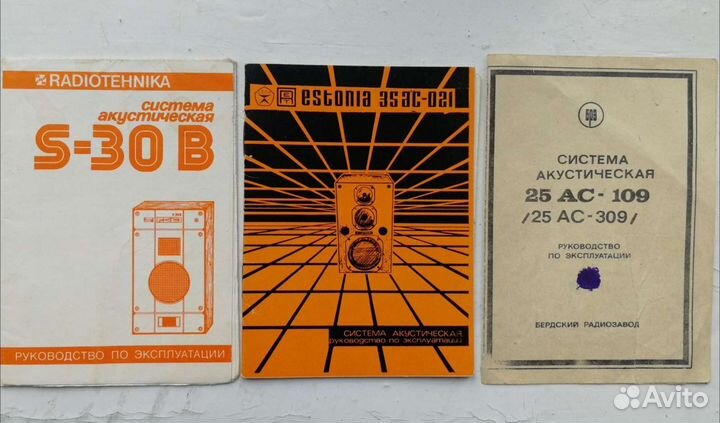 RADIOTEHNIKA
система
акустическая
S-30 B
РУКОВОДСТВО ПО ЭКСПЛУАТАЦИИ
estonia 35AC-021
СИСТЕМА АКУСТИЧЕСКАЯ
руководство по эксплуатации
СИСТЕМА
АКУСТИЧЕСКАЯ
25 АС- 109
/25 АС-309/
РУКОВОДСТВО
ПО ЭКСПЛУАТАЦИИ
БЕРДСКИЙ РАДИОЗАВОД
Avito